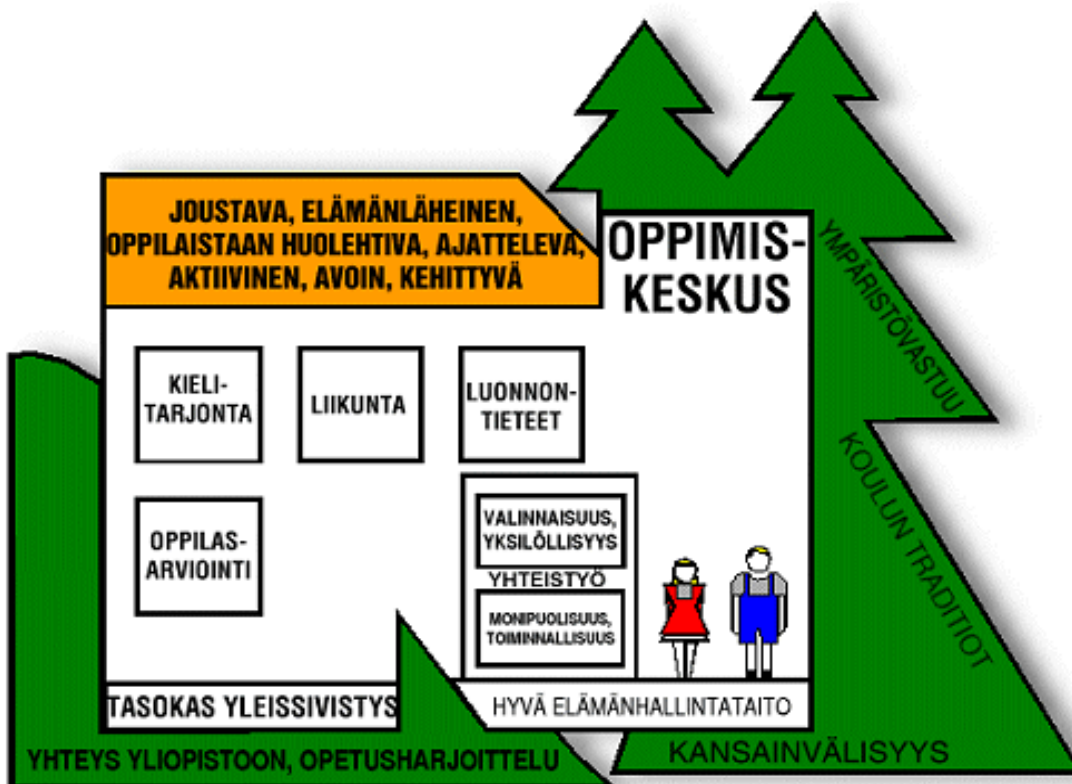 JOUSTAVA, ELÄMÄNLÄHEINEN,
OPPILAISTAAN HUOLEHTIVA, AJATTELEVA,
AKTIIVINEN, AVOIN, KEHITTYVÄ
OPPIMIS-
KESKUS
YMPÄRISTÖVASTUU
KIELI-
TARJONTA
LIIKUNTA
LUONNON-
TIETEET
KOULUN TRADITIOT
OPPILAS-
ARVIOINTI
VALINNAISUUS,
YKSILÖLLISYYS
YHTEISTYÖ
MONIPUOLISUUS,
TOIMINNALLISUUS
TASOKAS YLEISSIVISTYS
HYVÄ ELÄMÄNHALLINTATAITO
YHTEYS YLIOPISTOON, OPETUSHARJOITTELU
KANSAINVÄLISYYS